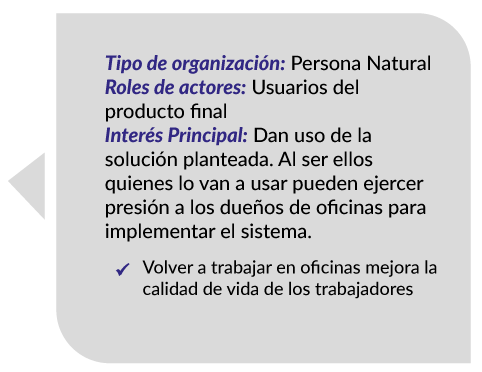 Tipo de organización: Persona Natural
Roles de actores: Usuarios del
producto final
Interés Principal: Dan uso de la
solución planteada. Al ser ellos
quienes lo van a usar pueden ejercer
presión a los dueños de oficinas para
implementar el sistema.
✓ Volver a trabajar en oficinas mejora la
calidad de vida de los trabajadores